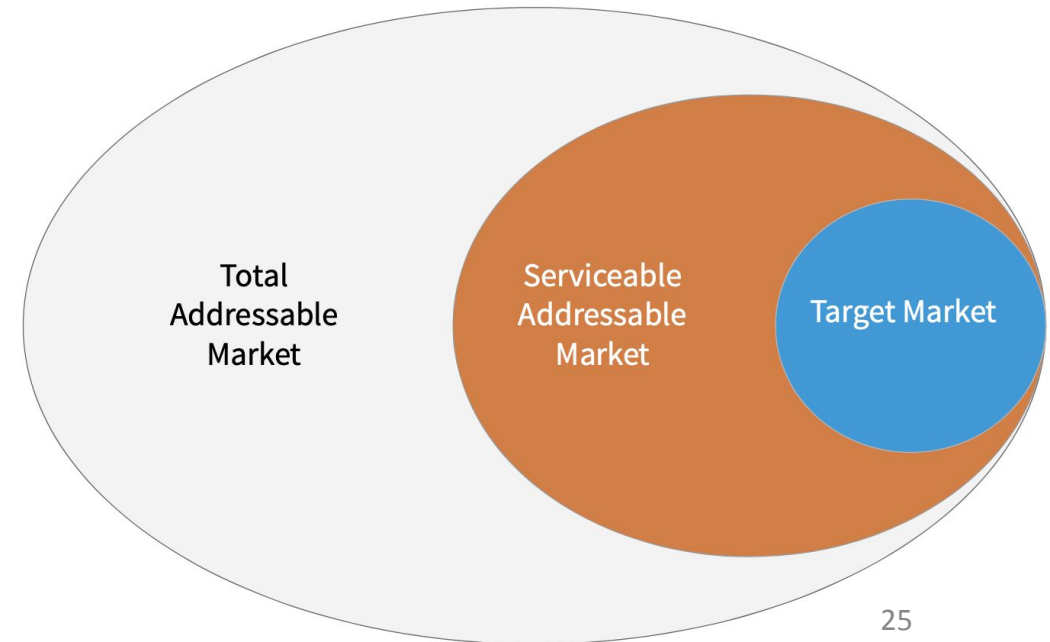 Total
Addressable
Market
Serviceable
Addressable
Market
Target Market
25